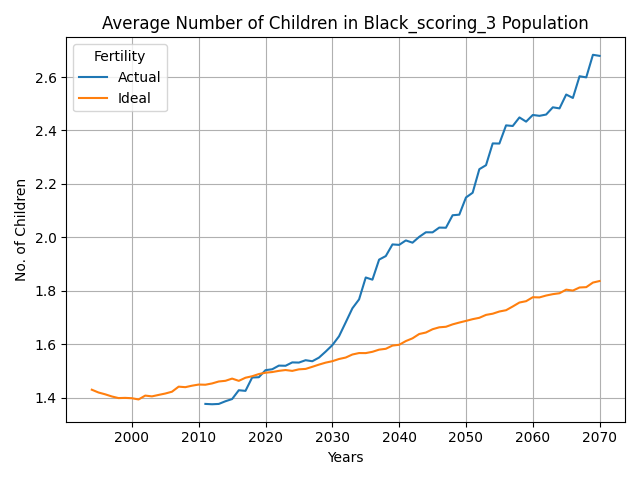 Average Number of Children in Black_scoring_3 Population
Fertility
Actual
Ideal
No. of Children
2.6
2.4
2.2
2.0
1.8
1.6
1.4
2000 2010 2020 2030 2040 2050 2060 2070
Years